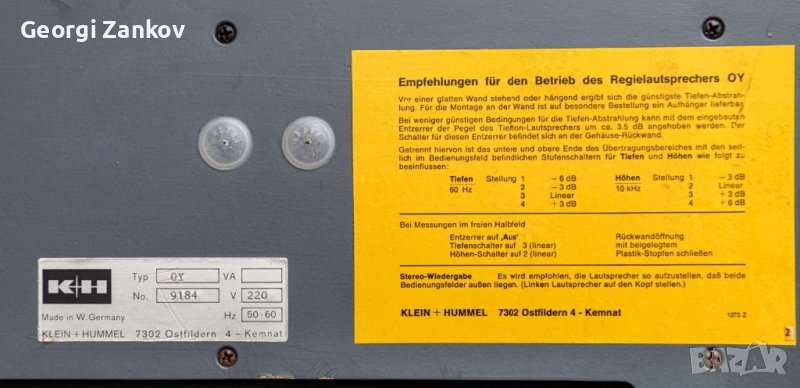 Georgi Zankov
Empfehlungen für den Betrieb des Regielautsprechers OY
Vor einer glatten Wand stehend oder hängend ergibt sich die günstigste Tiefen-Abstrah-
lung. Für die Montage an der Wand ist auf besondere Bestellung ein Aufhänger lieferbar.
Bei weniger günstigen Bedingungen für die Tiefen-Abstrahlung kann mit dem eingebauten
Entzerrer der Pegel des Tiefton-Lautsprechers um ca. 3.5 dB angehoben werden. Der
Schalter für diesen Entzerrer befindet sich an der Gehäuse-Rückwand.
Getrennt hiervon ist das untere und obere Ende des Übertragungsbereiches mit den seit-
lich im Bedienungsfeld befindlichen Stufenschaltern für Tiefen und Höhen wie folgt zu
beeinflussen:
Tiefen Stellung 1 – 6 dB Höhen Stellung 1 – 3 dB
60 Hz 2 – 3 dB 10 kHz 2 Linear
3 Linear 3 + 3 dB
4 + 3 dB 4 + 6 dB
Bei Messungen im freien Halbfeld
Entzerrer auf „Aus" Rückwandöffnung
Tiefenschalter auf 3 (linear) mit beigelegtem
Höhen-Schalter auf 2 (linear) Plastik-Stopfen schließen
Stereo-Wiedergabe Es wird empfohlen, die Lautsprecher so aufzustellen, daß beide
Bedienungsfelder außen liegen. (Linken Lautsprecher auf den Kopf stellen.)
KLEIN + HUMMEL 7302 Ostfildern 4 - Kemnat 1273 Z
2
K+H
Typ OY VA
No. 9184 V 220
Made in W. Germany Hz 50-60
KLEIN + HUMMEL 7302 Ostfildern 4 - Kemnat
BAZAR